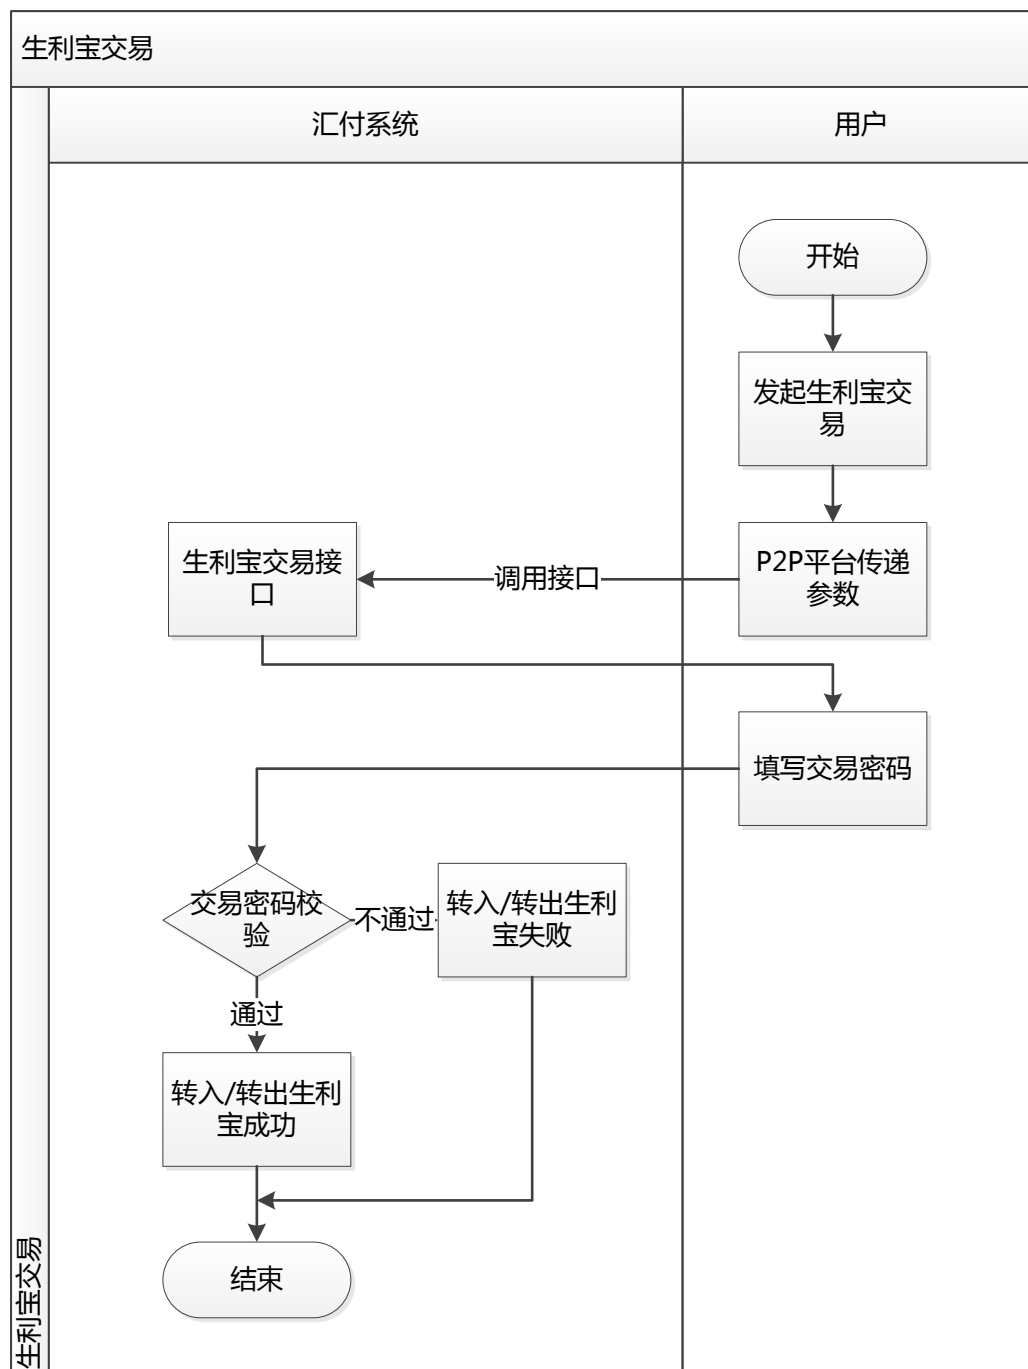 生利宝交易
汇付系统
用户
开始
发起生利宝交
易
P2P平台传递
参数
调用接口
生利宝交易接
口
填写交易密码
交易密码校
验
不通过
转入/转出生利
宝失败
通过
转入/转出生利
宝成功
结束
生利宝交易